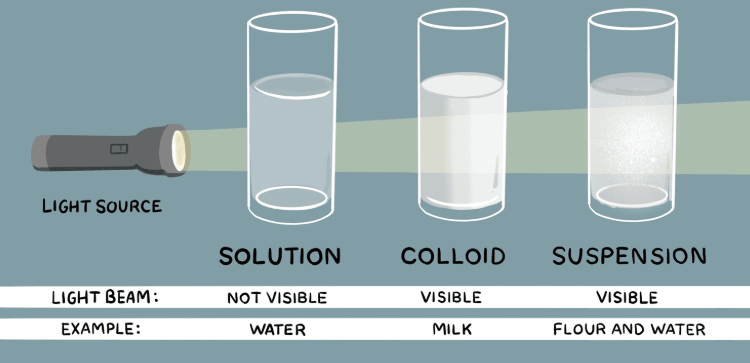 LIGHT SOURCE
SOLUTION COLLOID SUSPENSION
LIGHT BEAM: NOT VISIBLE VISIBLE VISIBLE
EXAMPLE: WATER MILK FLOUR AND WATER